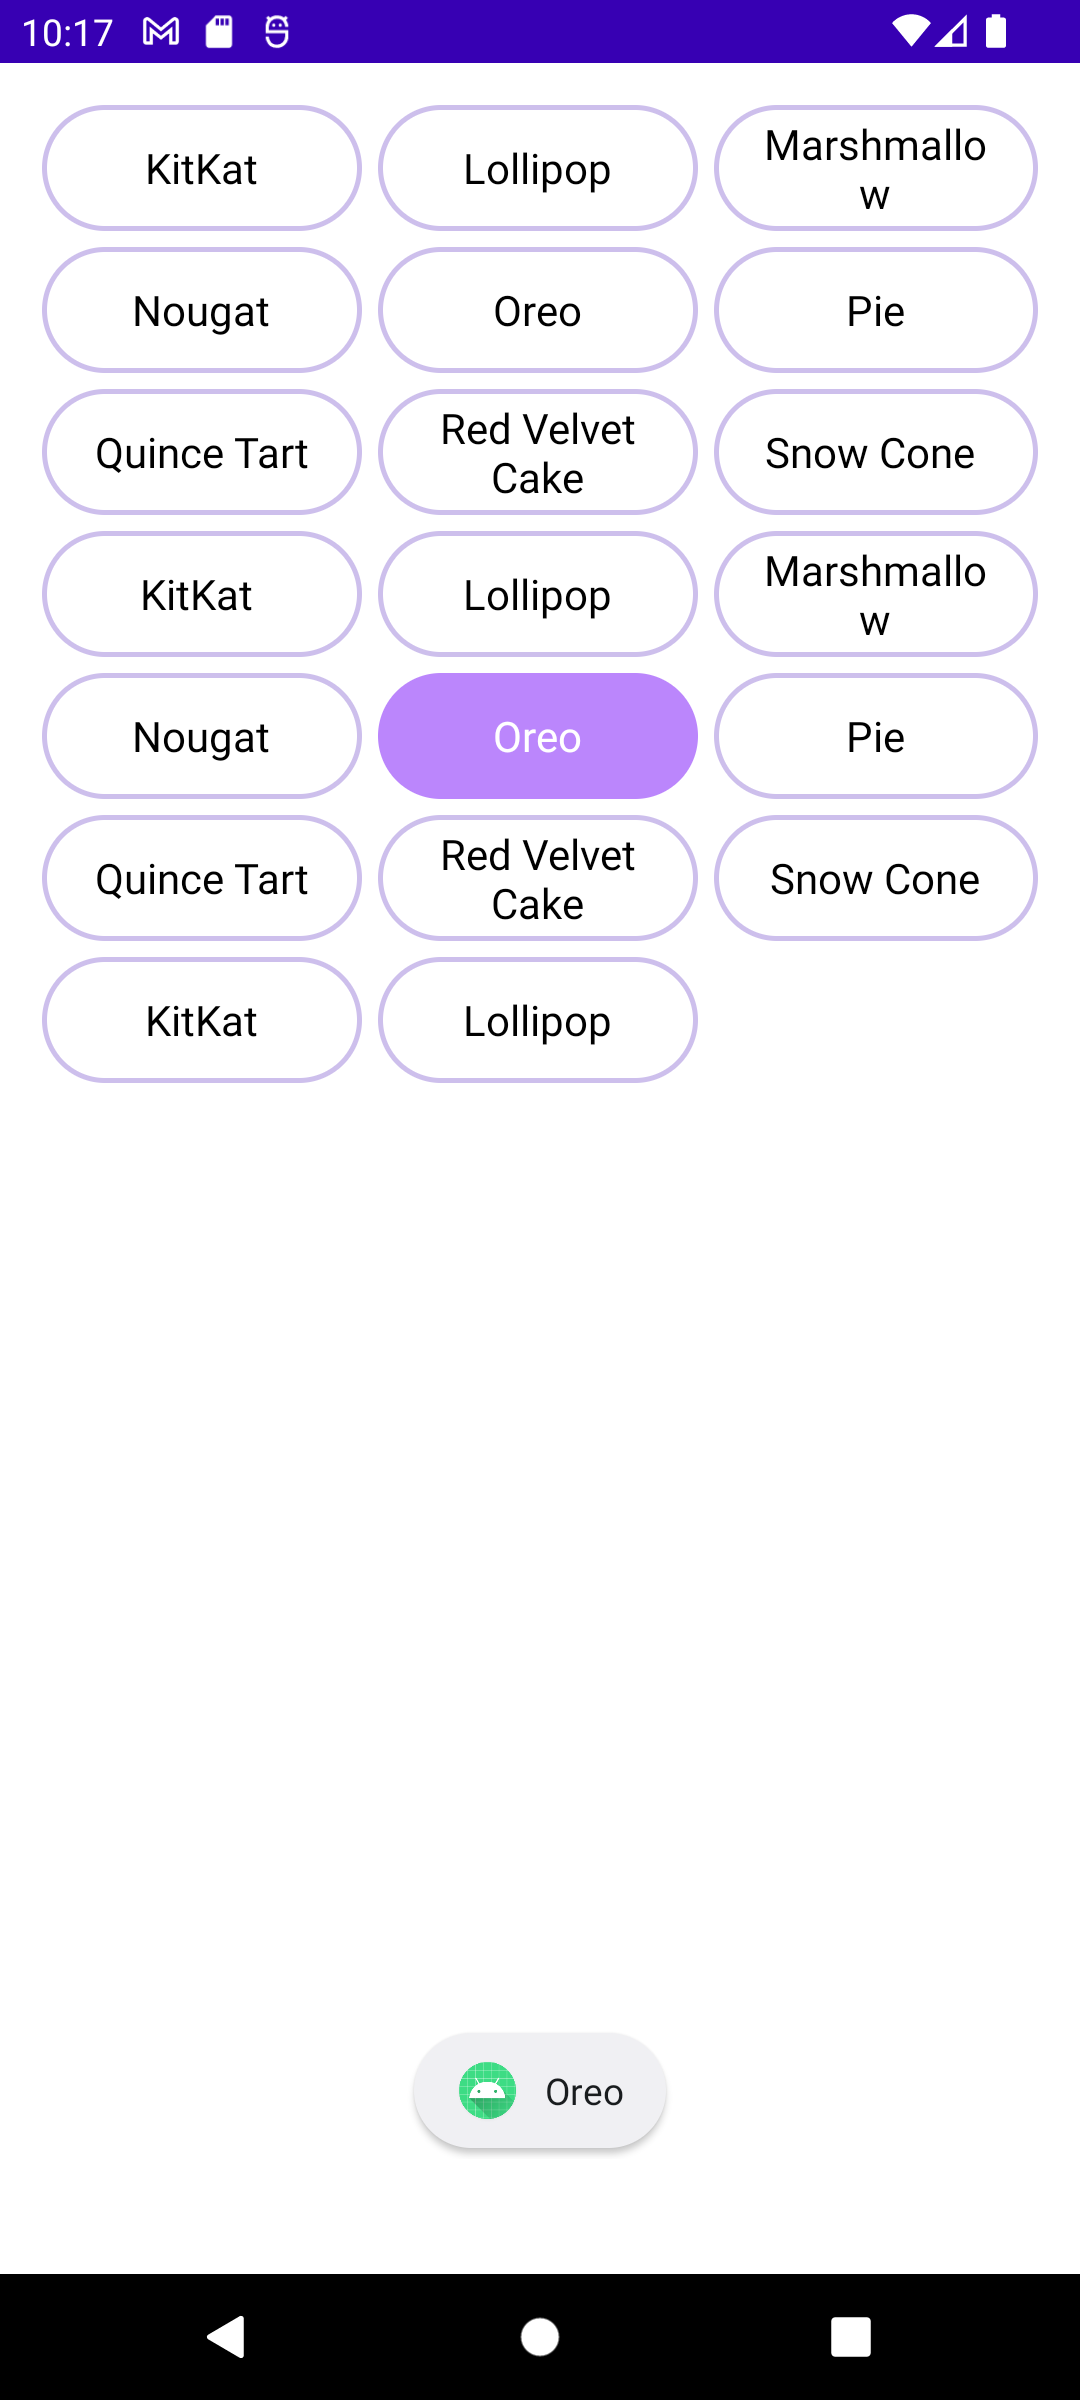 10:17
KitKat
Lollipop
Marshmallo
w
Nougat
Oreo
Pie
Quince Tart
Red Velvet
Cake
Snow Cone
KitKat
Lollipop
Marshmallo
w
Nougat
Oreo
Pie
Quince Tart
Red Velvet
Cake
Snow Cone
KitKat
Lollipop
Oreo